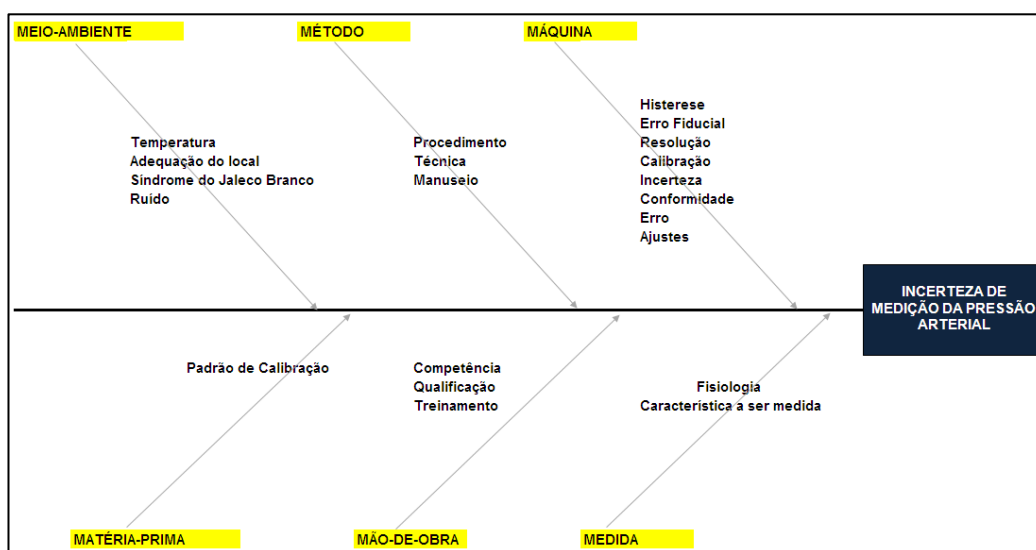 MEIO-AMBIENTE
MÉTODO
MÁQUINA
Temperatura
Adequação do local
Síndrome do Jaleco Branco
Ruído
Procedimento
Técnica
Manuseio
Histerese
Erro Fiducial
Resolução
Calibração
Incerteza
Conformidade
Erro
Ajustes
INCERTEZA DE
MEDIÇÃO DA PRESSÃO
ARTERIAL
Padrão de Calibração
Competência
Qualificação
Treinamento
Fisiologia
Característica a ser medida
MATÉRIA-PRIMA
MÃO-DE-OBRA
MEDIDA